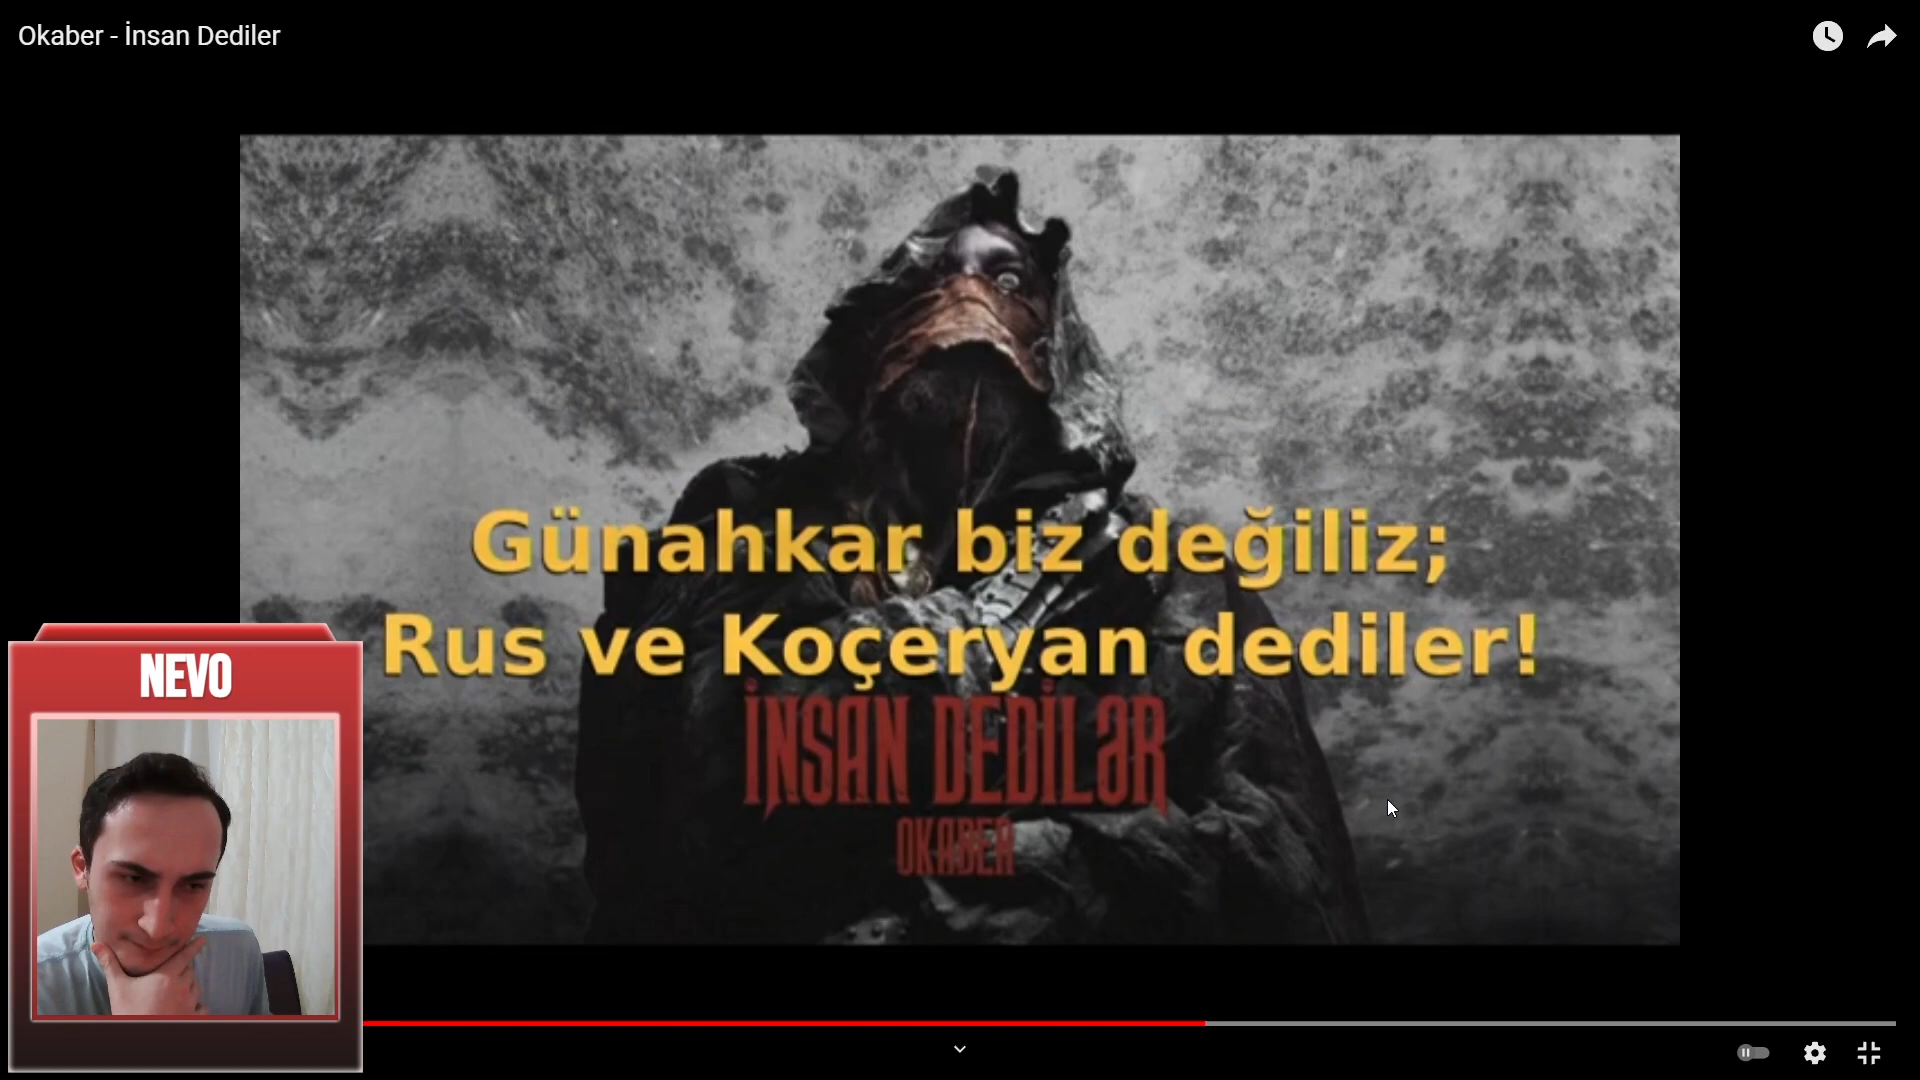 Okaber - İnsan Dediler
Günahkar biz değiliz;
Rus ve Koçeryan dediler!
İNSAN DEDİLƏR
OKABER
NEVO